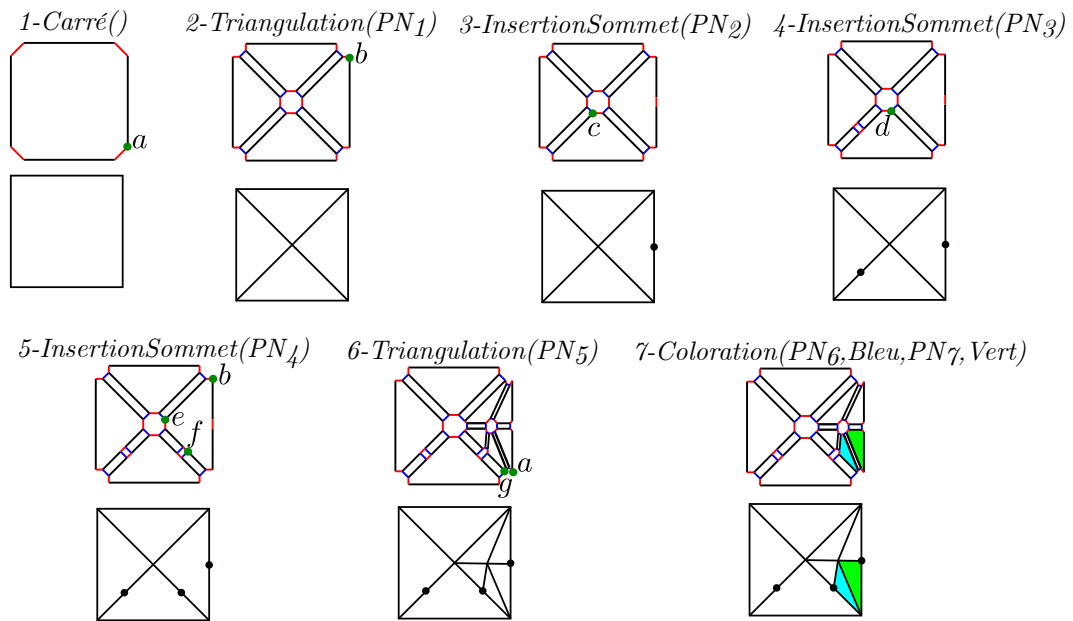 1-Carré()
2-Triangulation(PN1)
3-InsertionSommet(PN2)
4-InsertionSommet(PN3)
a
b
c
d
5-InsertionSommet(PN4)
6-Triangulation(PN5)
7-Coloration(PN6,Bleu,PN7,Vert)
b
e
f
a
g